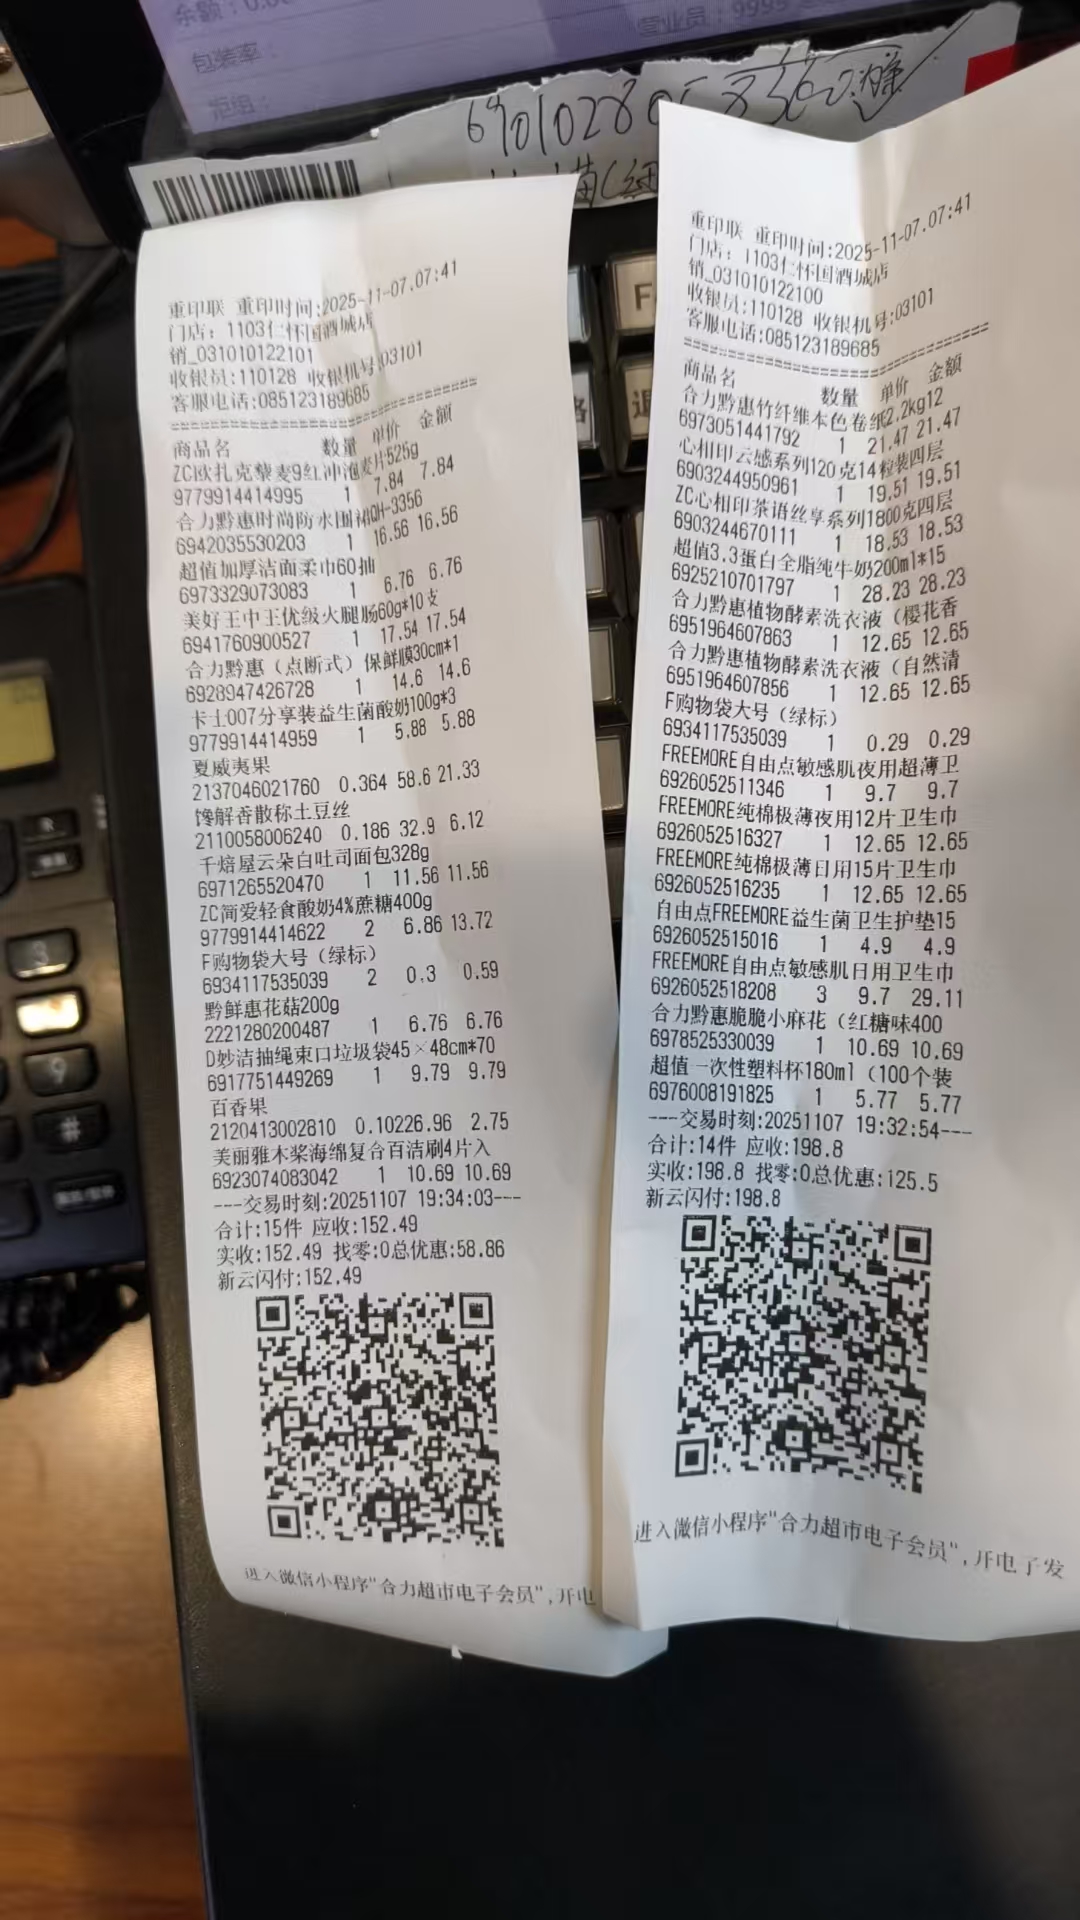 余额：0.00
营业员：9999
包装率：
柜组：
重印联 重印时间:2025-11-07.07:41
门店：1103仁怀国酒城店
销_031010122101
收银员:110128 收银机号:03101
客服电话:085123189685
================================
商品名 数量 单价 金额
ZC欧扎克藜麦9红冲泡麦片525g
9779914414995 1 7.84 7.84
合力黔惠时尚防水围裙QH-3356
6942035530203 1 16.56 16.56
超值加厚洁面柔巾60抽
6973329073083 1 6.76 6.76
美好王中王优级火腿肠60g*10支
6941760900527 1 17.54 17.54
合力黔惠（点断式）保鲜膜30cm*1
6928947426728 1 14.6 14.6
卡士007分享装益生菌酸奶100g*3
9779914414959 1 5.88 5.88
夏威夷果
2137046021760 0.364 58.6 21.33
馋解香散称土豆丝
2110058006240 0.186 32.9 6.12
千焙屋云朵白吐司面包328g
6971265520470 1 11.56 11.56
ZC简爱轻食酸奶4%蔗糖400g
9779914414622 2 6.86 13.72
F购物袋大号（绿标）
6934117535039 2 0.3 0.59
黔鲜惠花菇200g
2221280200487 1 6.76 6.76
D妙洁抽绳束口垃圾袋45×48cm*70
6917751449269 1 9.79 9.79
百香果
2120413002810 0.10226.96 2.75
美丽雅木浆海绵复合百洁刷4片入
6923074083042 1 10.69 10.69
---交易时刻:20251107 19:34:03---
合计:15件 应收:152.49
实收:152.49 找零:0总优惠:58.86
新云闪付:152.49
进入微信小程序"合力超市电子会员",开电
重印联 重印时间:2025-11-07.07:41
门店：1103仁怀国酒城店
销_031010122100
收银员:110128 收银机号:03101
客服电话:085123189685
================================
商品名 数量 单价 金额
合力黔惠竹纤维本色卷纸2.2kg12
6973051441792 1 21.47 21.47
心相印云感系列120克14粒装四层
6903244950961 1 19.51 19.51
ZC心相印茶语丝享系列1800克四层
6903244670111 1 18.53 18.53
超值3.3蛋白全脂纯牛奶200ml*15
6925210701797 1 28.23 28.23
合力黔惠植物酵素洗衣液（樱花香
6951964607863 1 12.65 12.65
合力黔惠植物酵素洗衣液（自然清
6951964607856 1 12.65 12.65
F购物袋大号（绿标）
6934117535039 1 0.29 0.29
FREEMORE自由点敏感肌夜用超薄卫
6926052511346 1 9.7 9.7
FREEMORE纯棉极薄夜用12片卫生巾
6926052516327 1 12.65 12.65
FREEMORE纯棉极薄日用15片卫生巾
6926052516235 1 12.65 12.65
自由点FREEMORE益生菌卫生护垫15
6926052515016 1 4.9 4.9
FREEMORE自由点敏感肌日用卫生巾
6926052518208 3 9.7 29.11
合力黔惠脆脆小麻花（红糖味400
6978525330039 1 10.69 10.69
超值一次性塑料杯180ml（100个装
6976008191825 1 5.77 5.77
---交易时刻:20251107 19:32:54---
合计:14件 应收:198.8
实收:198.8 找零:0总优惠:125.5
新云闪付:198.8
进入微信小程序"合力超市电子会员",开电子发